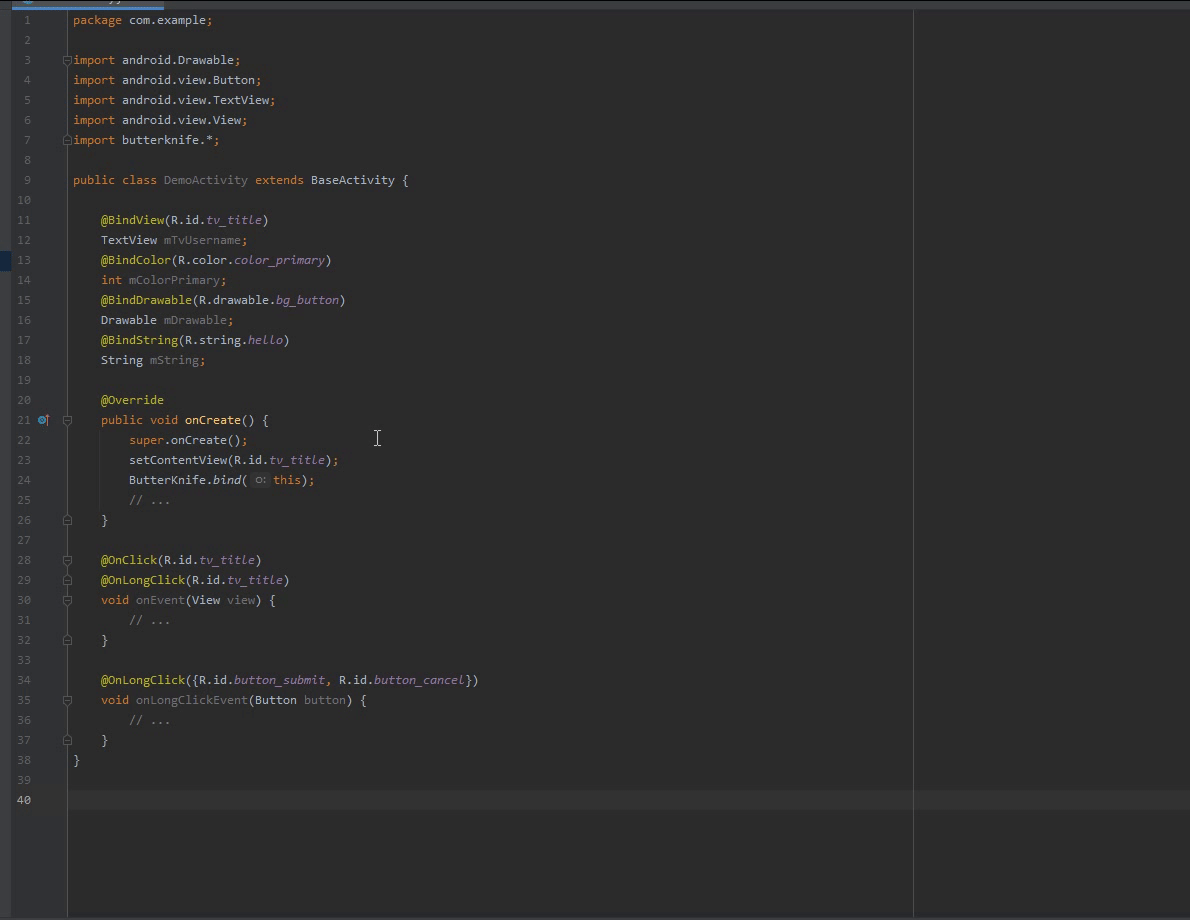 1 package com.example;
2
3 import android.Drawable;
4 import android.view.Button;
5 import android.view.TextView;
6 import android.view.View;
7 import butterknife.*;
8
9 public class DemoActivity extends BaseActivity {
10
11 @BindView(R.id.tv_title)
12 TextView mTvUsername;
13 @BindColor(R.color.color_primary)
14 int mColorPrimary;
15 @BindDrawable(R.drawable.bg_button)
16 Drawable mDrawable;
17 @BindString(R.string.hello)
18 String mString;
19
20 @Override
21 public void onCreate() {
22 super.onCreate();
23 setContentView(R.id.tv_title);
24 ButterKnife.bind( o: this);
25 // ...
26 }
27
28 @OnClick(R.id.tv_title)
29 @OnLongClick(R.id.tv_title)
30 void onEvent(View view) {
31 // ...
32 }
33
34 @OnLongClick({R.id.button_submit, R.id.button_cancel})
35 void onLongClickEvent(Button button) {
36 // ...
37 }
38 }
39
40